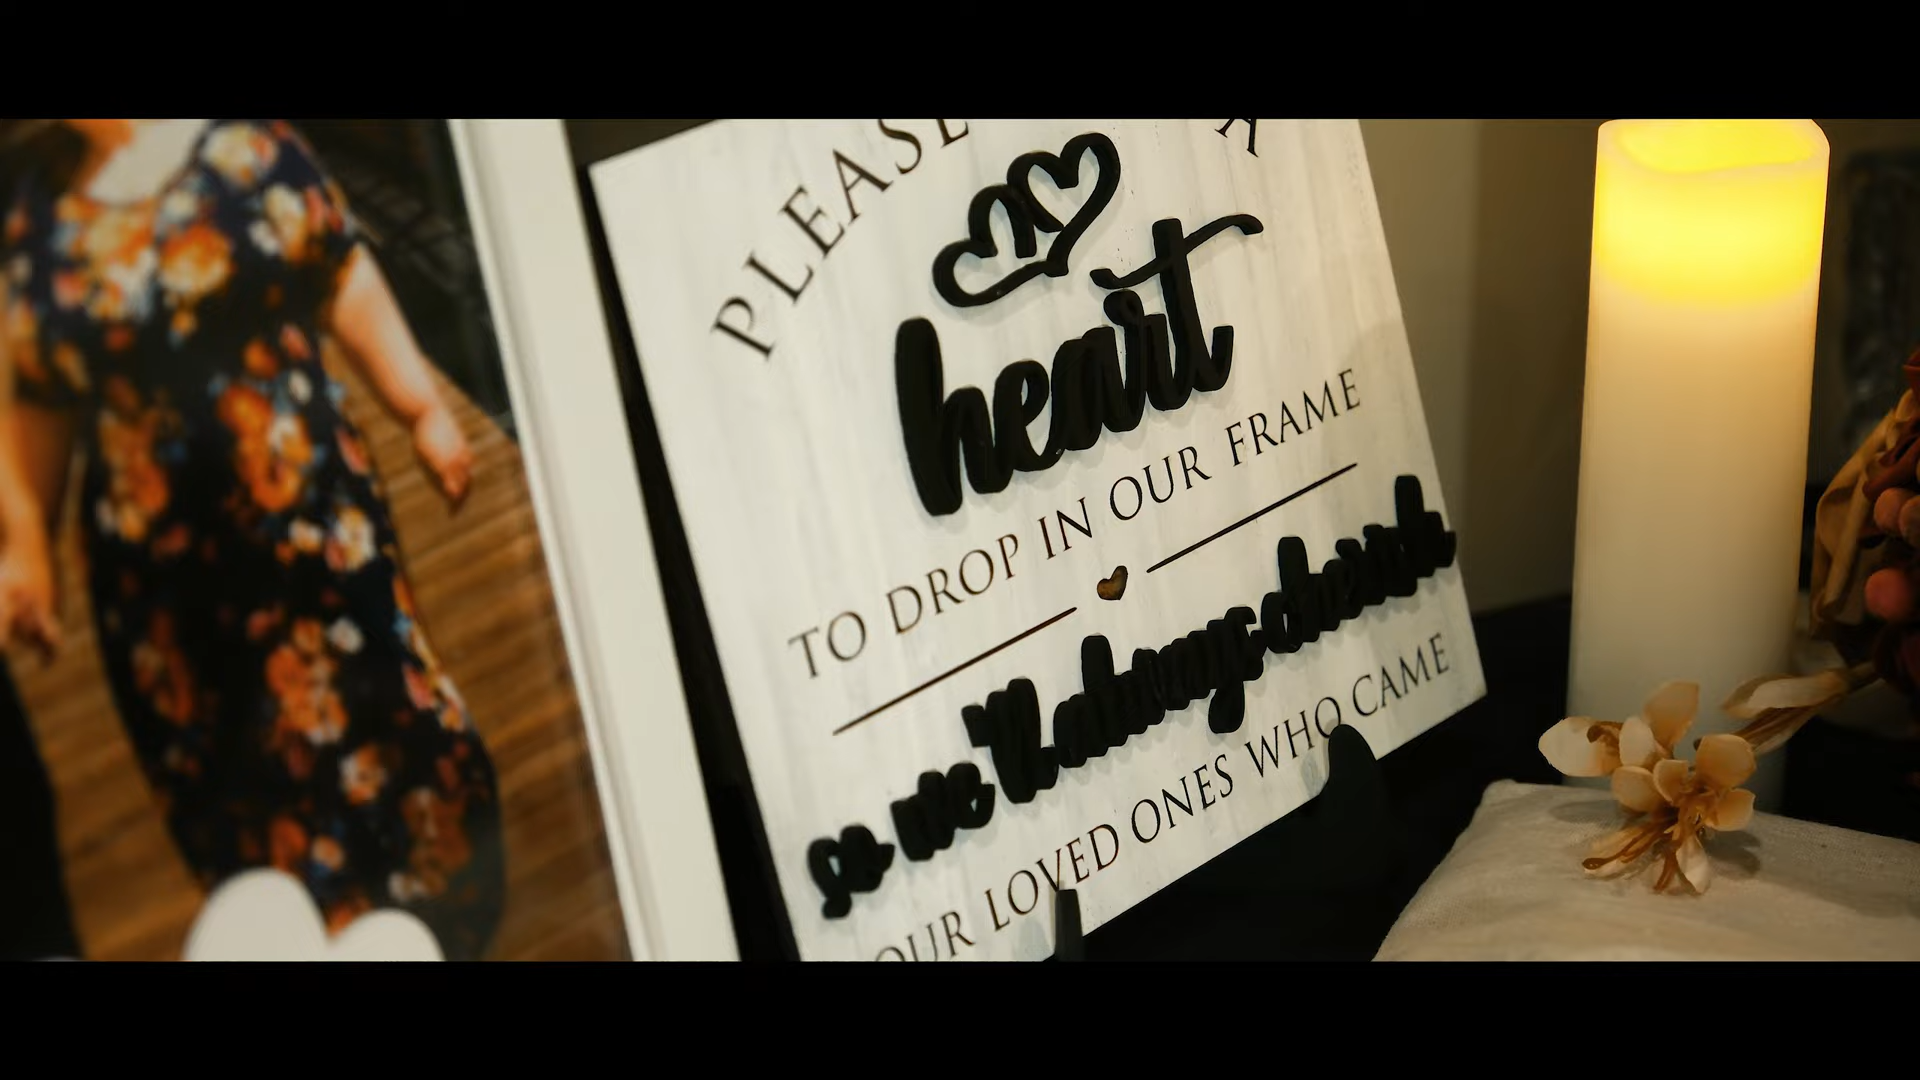 PLEASE A
heart
TO DROP IN OUR FRAME
so we'll always cherish
OUR LOVED ONES WHO CAME